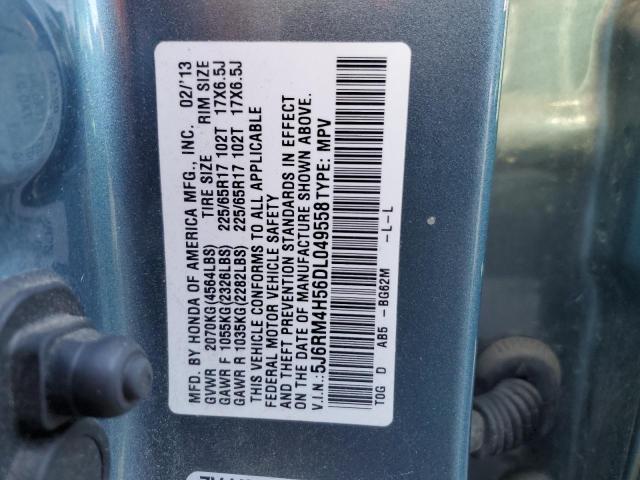 MFD. BY HONDA OF AMERICA MFG., INC. 02/'13
GVWR 2070KG(4564LBS) TIRE SIZE RIM SIZE
GAWR F 1055KG(2326LBS) 225/65R17 102T 17X6.5J
GAWR R 1035KG(2282LBS) 225/65R17 102T 17X6.5J
THIS VEHICLE CONFORMS TO ALL APPLICABLE
FEDERAL MOTOR VEHICLE SAFETY
AND THEFT PREVENTION STANDARDS IN EFFECT
ON THE DATE OF MANUFACTURE SHOWN ABOVE.
V.I.N.:5J6RM4H56DL049558 TYPE: MPV
T0G D AB5 -BG62M -L-L